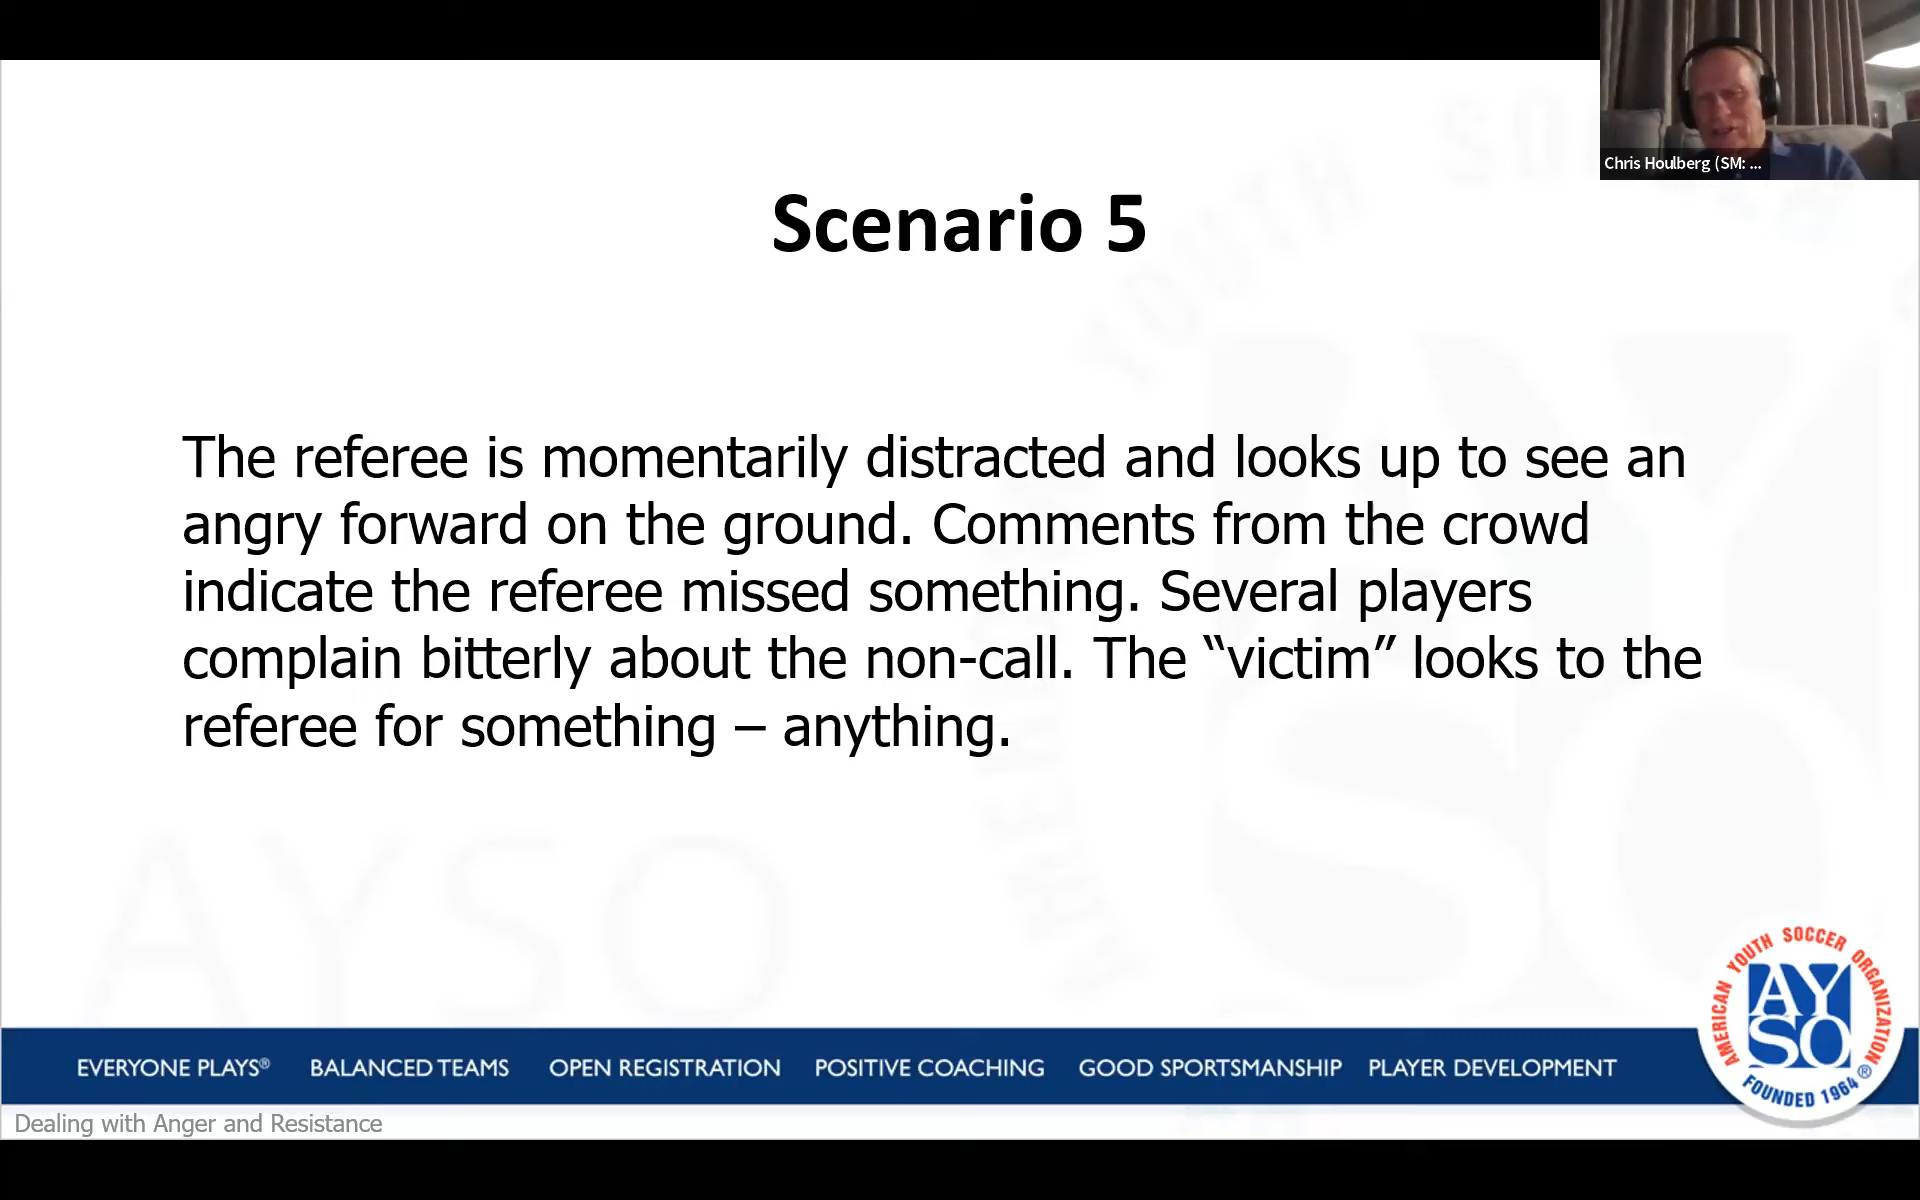 Chris Houlberg (SM: ...
Scenario 5
The referee is momentarily distracted and looks up to see an
angry forward on the ground. Comments from the crowd
indicate the referee missed something. Several players
complain bitterly about the non-call. The “victim” looks to the
referee for something – anything.
AYSO
EVERYONE PLAYS® BALANCED TEAMS OPEN REGISTRATION POSITIVE COACHING GOOD SPORTSMANSHIP PLAYER DEVELOPMENT
AMERICAN YOUTH SOCCER ORGANIZATION
AY
SO
®
FOUNDED 1964
Dealing with Anger and Resistance